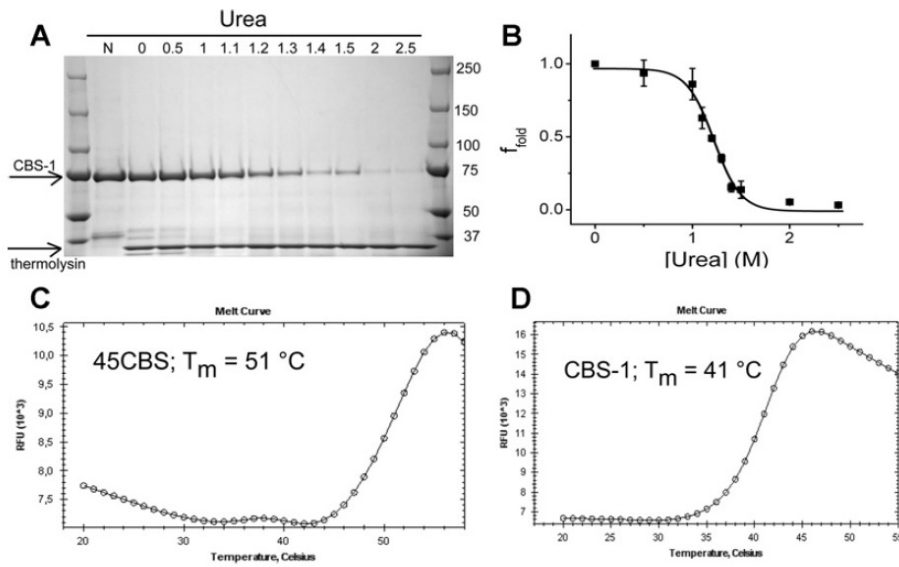 A
Urea
N 0 0.5 1 1.1 1.2 1.3 1.4 1.5 2 2.5
250
150
100
CBS-1
75
50
37
thermolysin
B
1.0
0.5
0.0
f fold
0 1 2
[Urea] (M)
C
Melt Curve
45CBS; Tm = 51 °C
10,5
10,0
9,5
9,0
8,5
8,0
7,5
RFU (10^3)
20 30 40 50
Temperature, Celsius
D
Melt Curve
CBS-1; Tm = 41 °C
16
15
14
13
12
11
10
9
8
7
RFU (10^3)
20 25 30 35 40 45 50 55
Temperature, Celsius